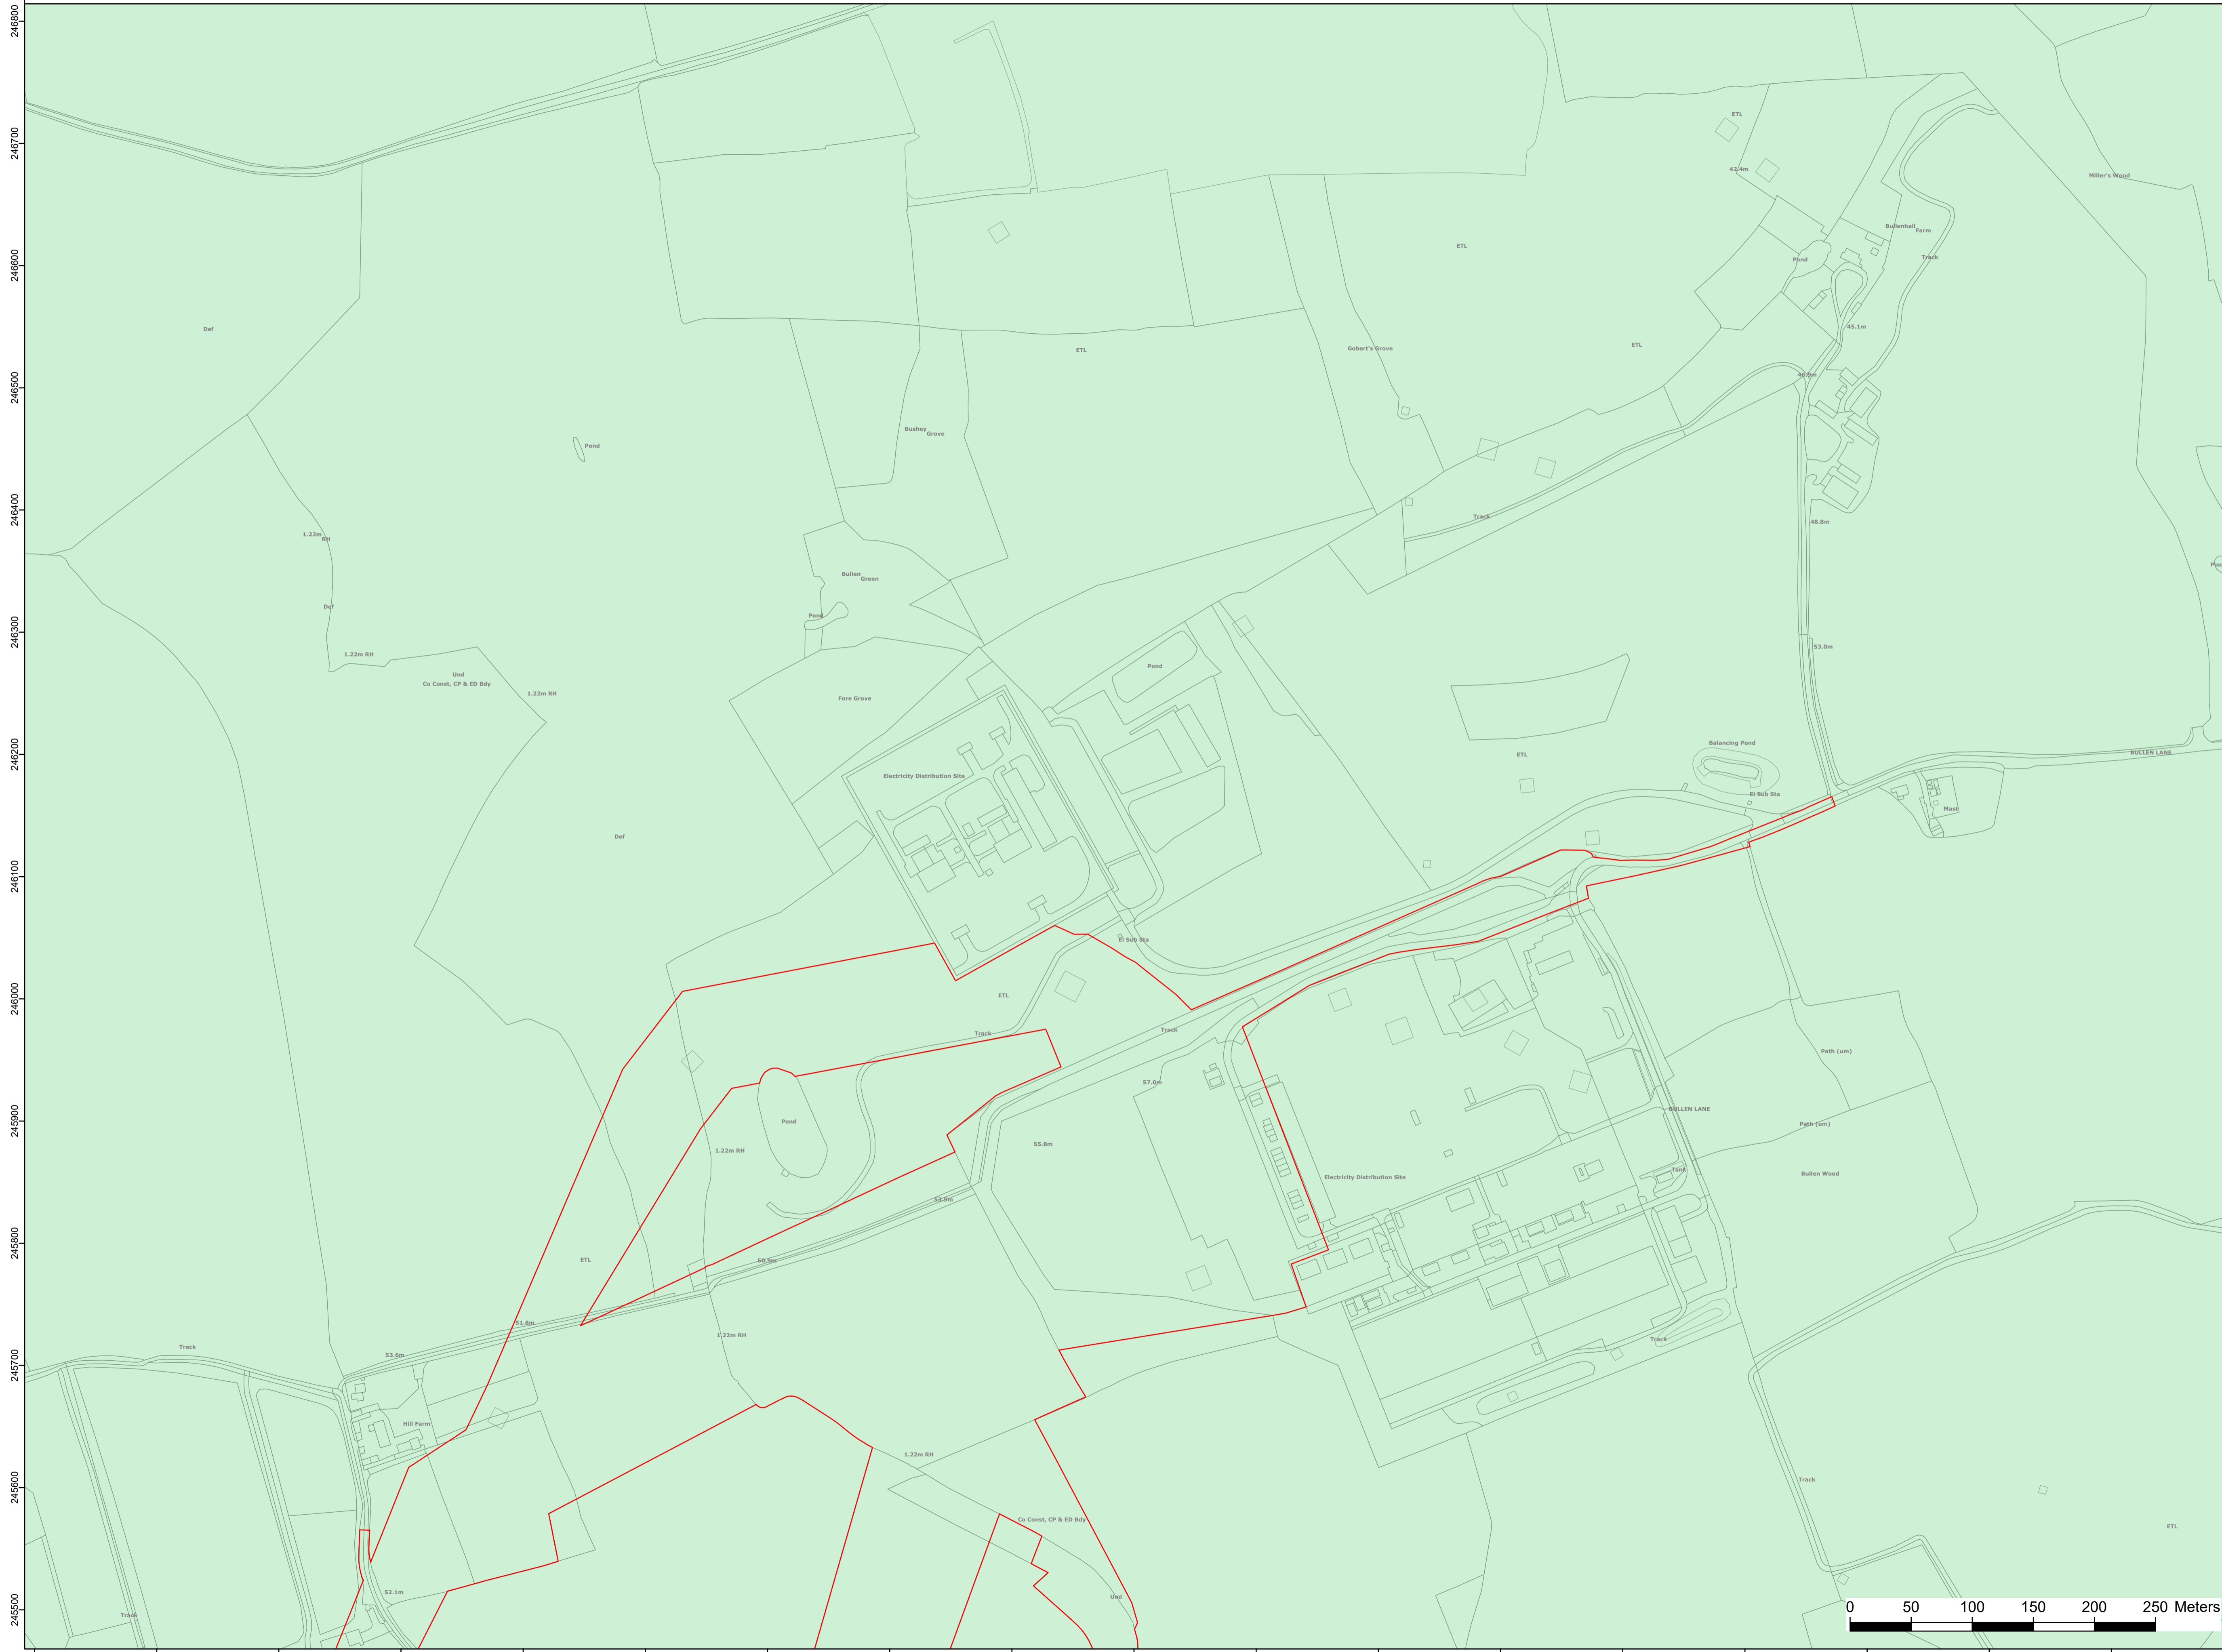 246800
246700
246600
246500
246400
246300
246200
246100
246000
245900
245800
245700
245600
245500
ETL
42.4m
Miller's Wood
Bullenhall
Farm
Track
Pond
ETL
45.1m
Def
ETL
Gobert's Grove
ETL
46.9m
Pond
Bushey
Grove
Track
48.8m
1.22m
RH
Bullen
Green
Def
Pond
53.0m
1.22m RH
Pond
Und
Co Const, CP & ED Bdy
1.22m RH
Fore Grove
Balancing Pond
BULLEN LANE
ETL
Electricity Distribution Site
El Sub Sta
Mast
Def
El Sub Sta
ETL
Track
Track
Path (um)
57.0m
BULLEN LANE
Pond
Path (um)
55.8m
1.22m RH
Tank
Bullen Wood
Electricity Distribution Site
53.9m
ETL
50.9m
51.8m
1.22m RH
Track
Track
53.6m
Hill Farm
1.22m RH
Track
Co Const, CP & ED Bdy
ETL
52.1m
Und
Track
0 50 100 150 200 250 Meters